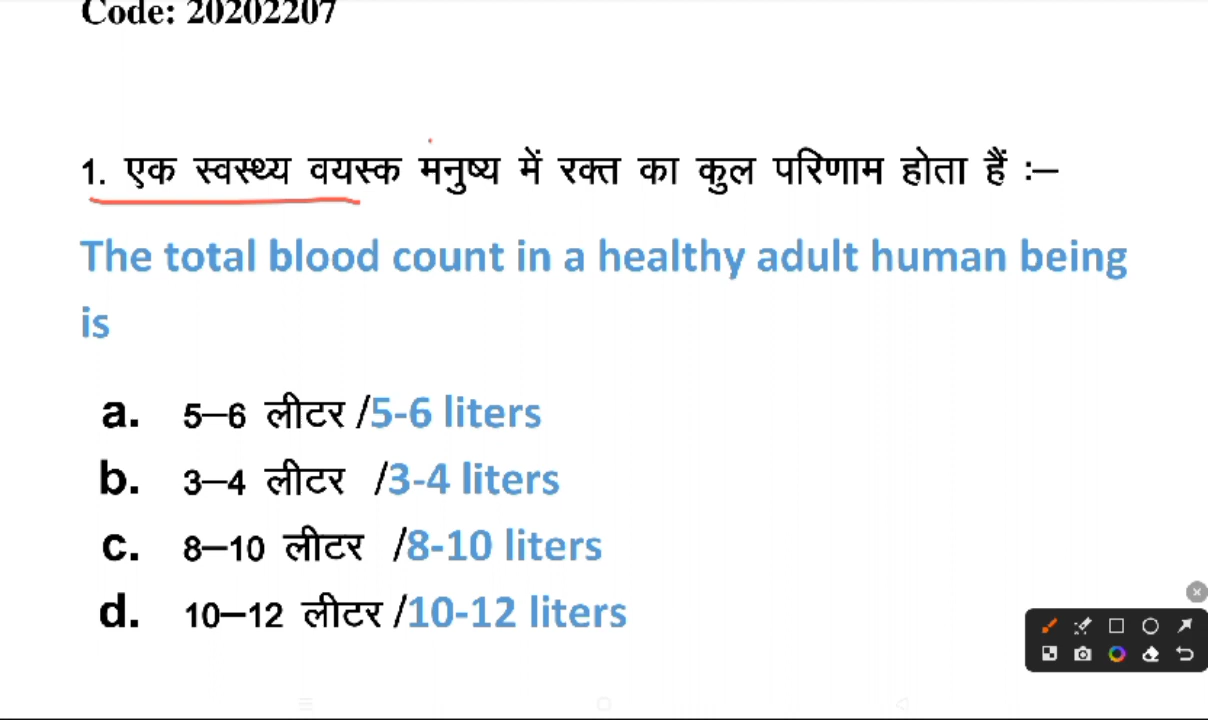 Code: 20202207
1. एक स्वस्थ्य वयस्क मनुष्य में रक्त का कुल परिणाम होता हैं :–
The total blood count in a healthy adult human being
is
a. 5–6 लीटर /5-6 liters
b. 3–4 लीटर /3-4 liters
c. 8–10 लीटर /8-10 liters
d. 10–12 लीटर /10-12 liters